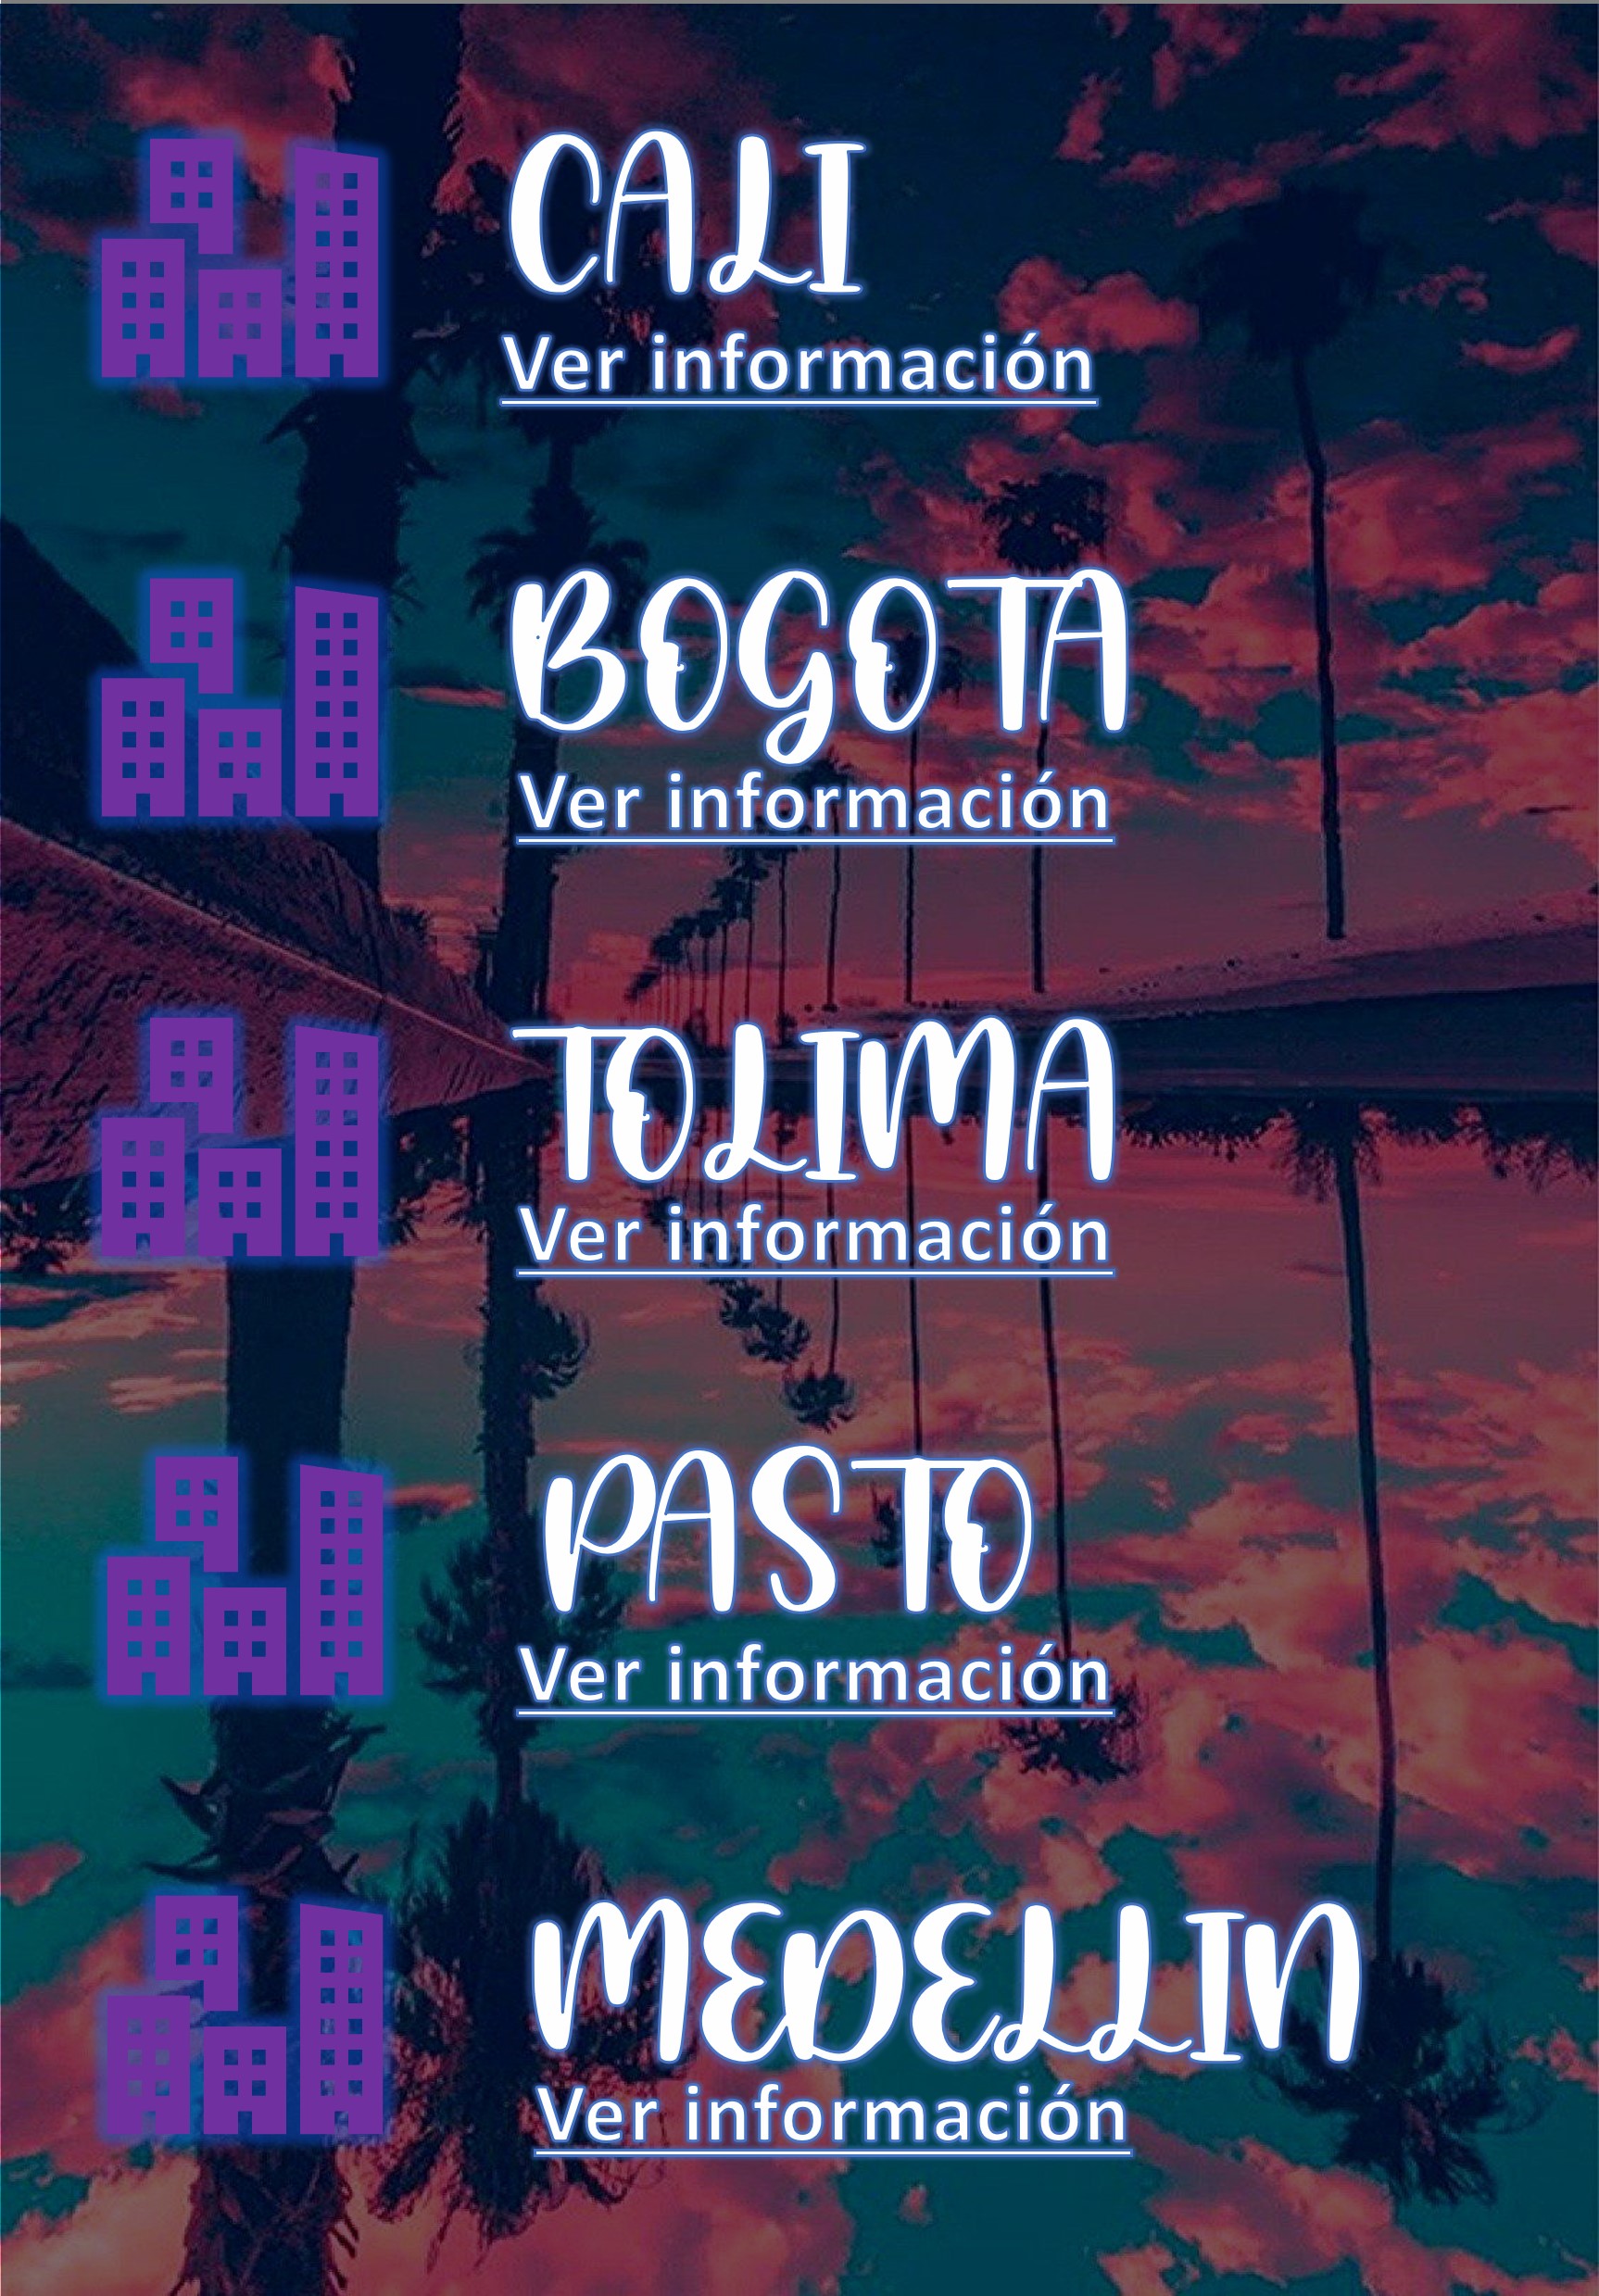 CALI
Ver información
BOGOTA
Ver información
TOLIMA
Ver información
PASTO
Ver información
MEDELLIN
Ver información